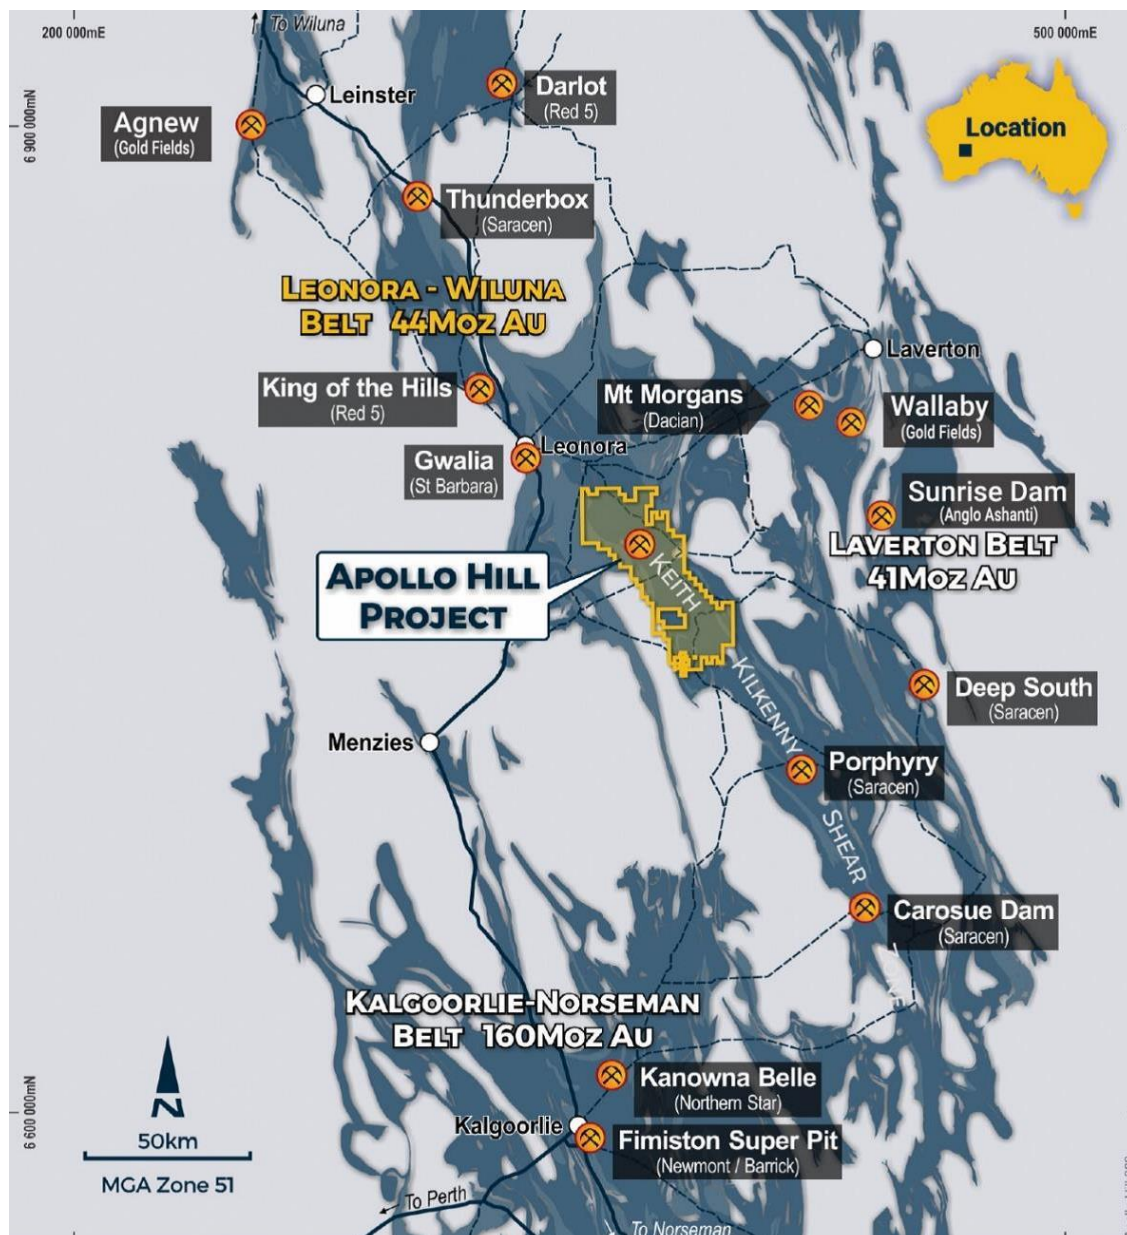 200 000mE
To Wiluna
500 000mE
Leinster
Darlot
(Red 5)
Agnew
(Gold Fields)
6 900 000mN
Location
Thunderbox
(Saracen)
LEONORA - WILUNA
BELT 44MOZ AU
Laverton
King of the Hills
(Red 5)
Mt Morgans
(Dacian)
Wallaby
(Gold Fields)
Leonora
Gwalia
(St Barbara)
Sunrise Dam
(Anglo Ashanti)
LAVERTON BELT
41MOZ AU
APOLLO HILL
PROJECT
KEITH
KILKENNY
SHEAR
ZONE
Deep South
(Saracen)
Menzies
Porphyry
(Saracen)
Carosue Dam
(Saracen)
KALGOORLIE-NORSEMAN
BELT 160MOZ AU
Kanowna Belle
(Northern Star)
6 600 000mN
N
Kalgoorlie
Fimiston Super Pit
(Newmont / Barrick)
50km
MGA Zone 51
To Perth
To Norseman